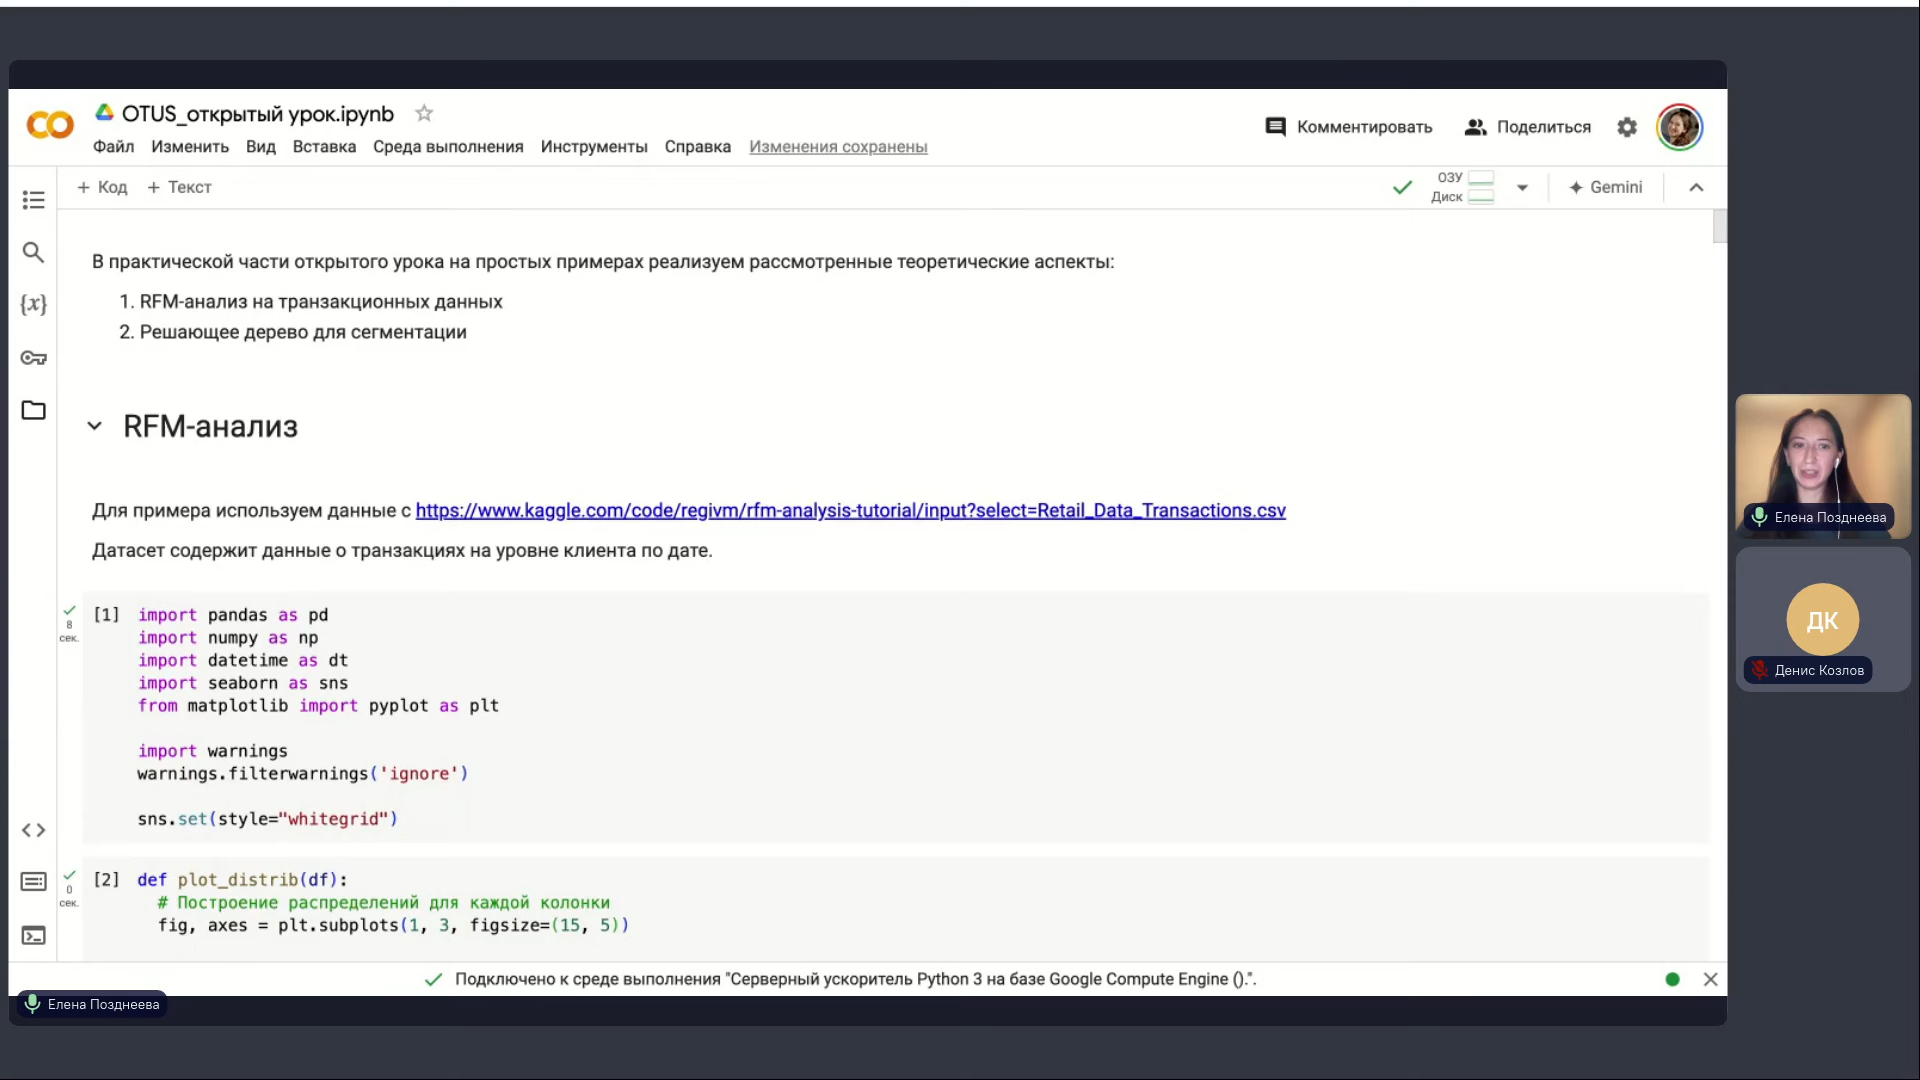 OTUS_открытый урок.ipynb
Файл Изменить Вид Вставка Среда выполнения Инструменты Справка Изменения сохранены
Комментировать Поделиться
+ Код + Текст
ОЗУ
Диск
Gemini
В практической части открытого урока на простых примерах реализуем рассмотренные теоретические аспекты:
1. RFM-анализ на транзакционных данных
2. Решающее дерево для сегментации
RFM-анализ
Для примера используем данные с https://www.kaggle.com/code/regivm/rfm-analysis-tutorial/input?select=Retail_Data_Transactions.csv
Датасет содержит данные о транзакциях на уровне клиента по дате.
8
сек.
[1] import pandas as pd
import numpy as np
import datetime as dt
import seaborn as sns
from matplotlib import pyplot as plt
import warnings
warnings.filterwarnings('ignore')
sns.set(style="whitegrid")
0
сек.
[2] def plot_distrib(df):
# Построение распределений для каждой колонки
fig, axes = plt.subplots(1, 3, figsize=(15, 5))
Подключено к среде выполнения "Серверный ускоритель Python 3 на базе Google Compute Engine ().".
Елена Позднеева
Елена Позднеева
ДК
Денис Козлов